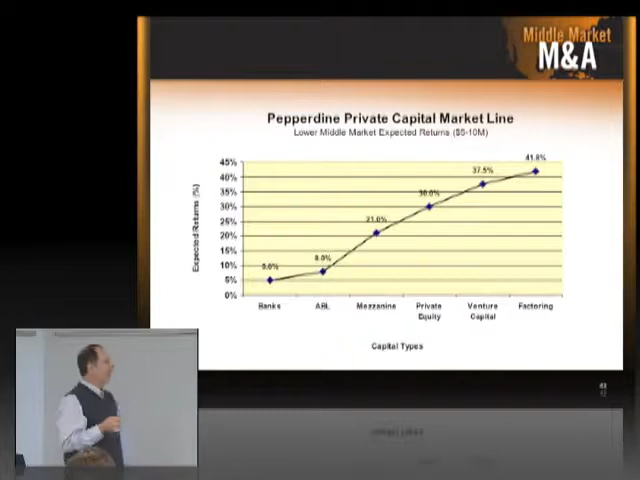 Middle Market
M&A
Pepperdine Private Capital Market Line
Lower Middle Market Expected Returns ($5-10M)
45%
40%
35%
30%
25%
20%
15%
10%
5%
0%
Expected Returns (%)
5.0%
8.0%
21.0%
30.0%
37.5%
41.8%
Banks
ABL
Mezzanine
Private
Equity
Venture
Capital
Factoring
Capital Types